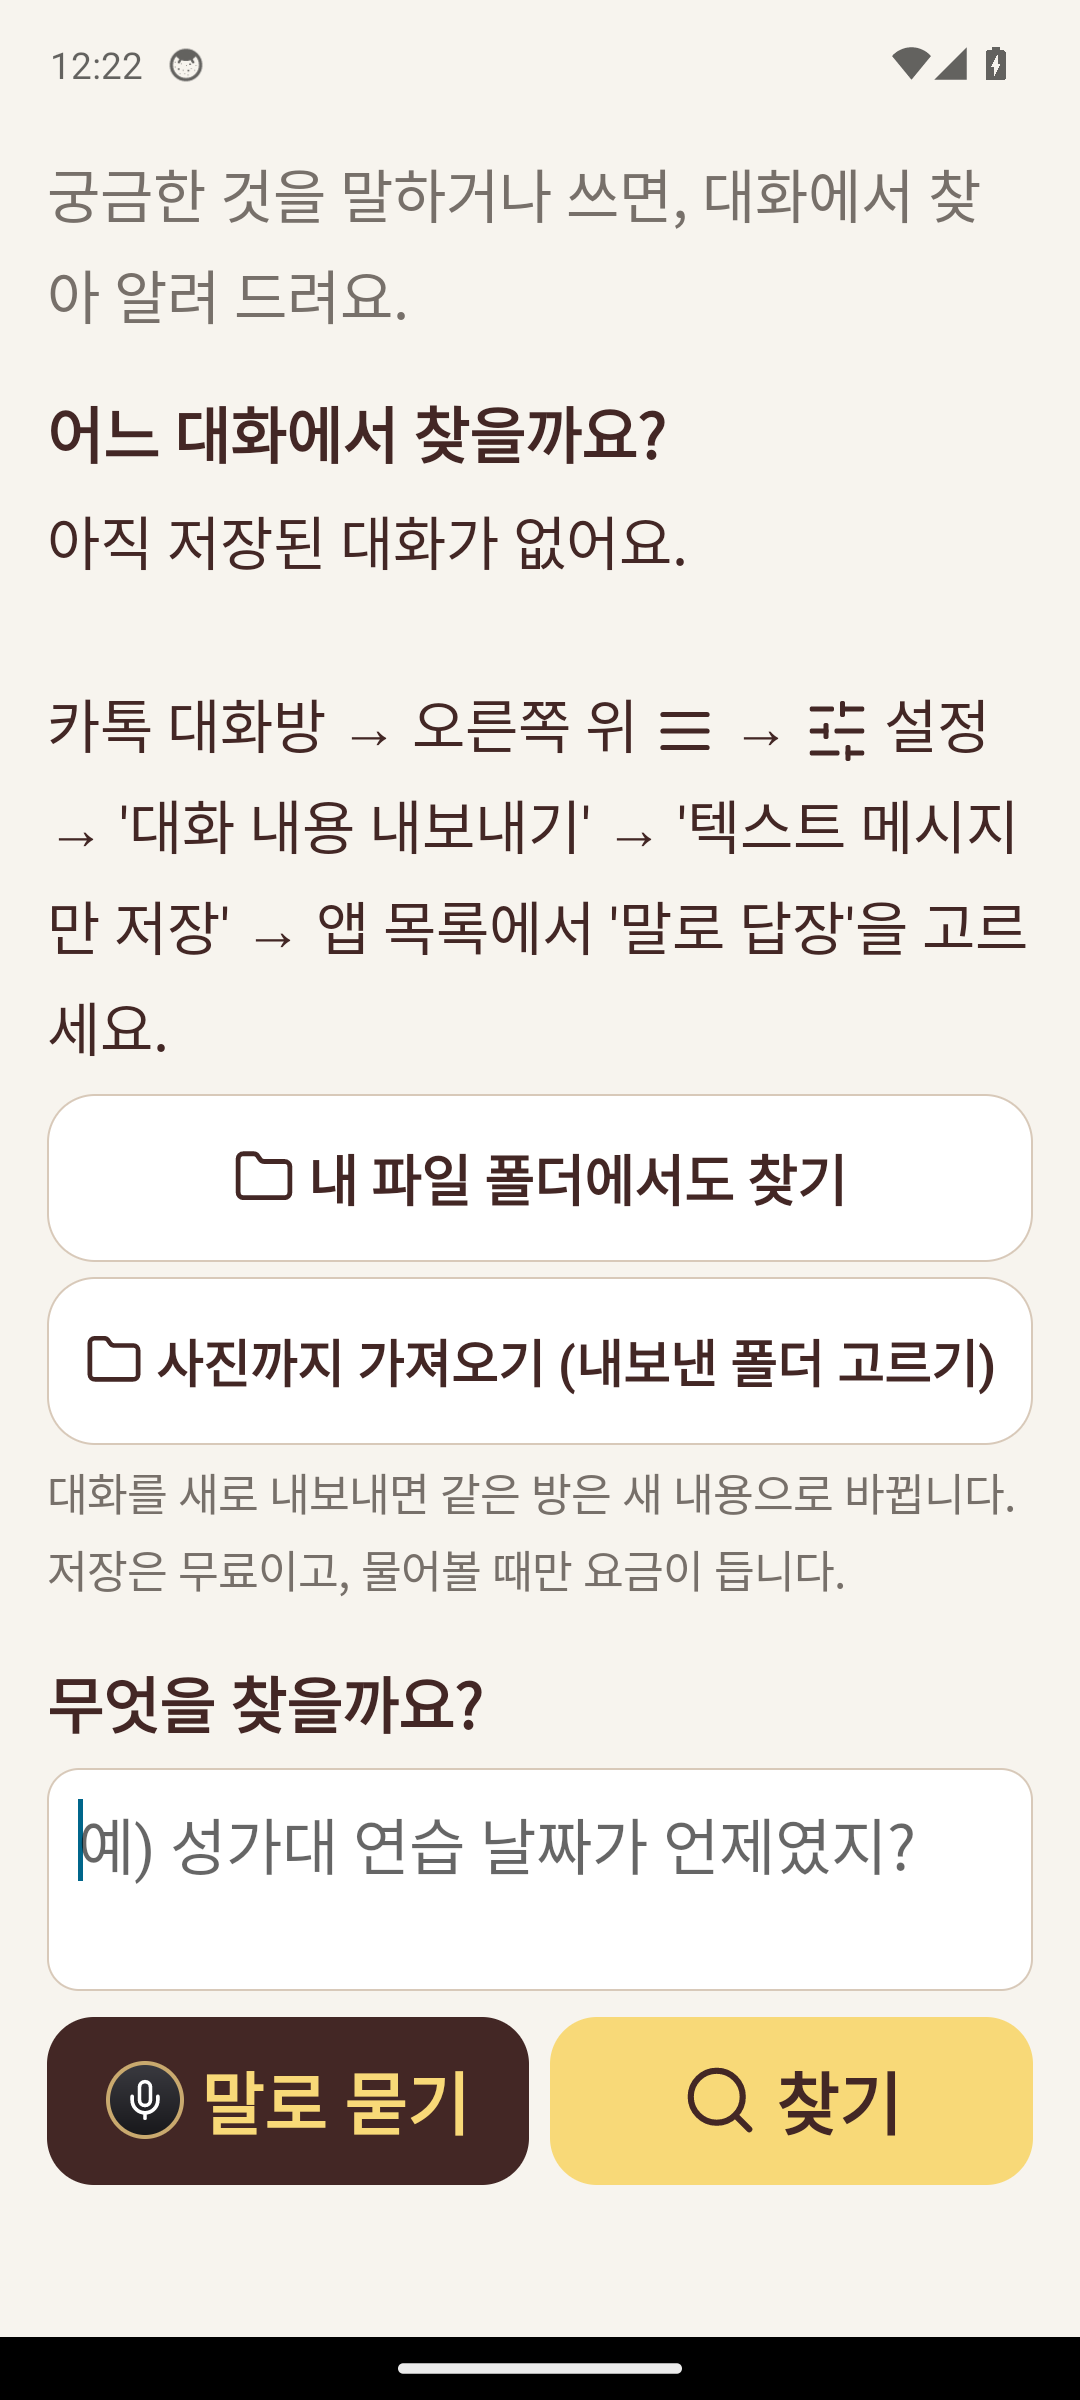 12:22
궁금한 것을 말하거나 쓰면, 대화에서 찾
아 알려 드려요.
어느 대화에서 찾을까요?
아직 저장된 대화가 없어요.
카톡 대화방 → 오른쪽 위 → 설정
→ '대화 내용 내보내기' → '텍스트 메시지
만 저장' → 앱 목록에서 '말로 답장'을 고르
세요.
내 파일 폴더에서도 찾기
사진까지 가져오기 (내보낸 폴더 고르기)
대화를 새로 내보내면 같은 방은 새 내용으로 바뀝니다.
저장은 무료이고, 물어볼 때만 요금이 듭니다.
무엇을 찾을까요?
예) 성가대 연습 날짜가 언제였지?
말로 묻기
찾기